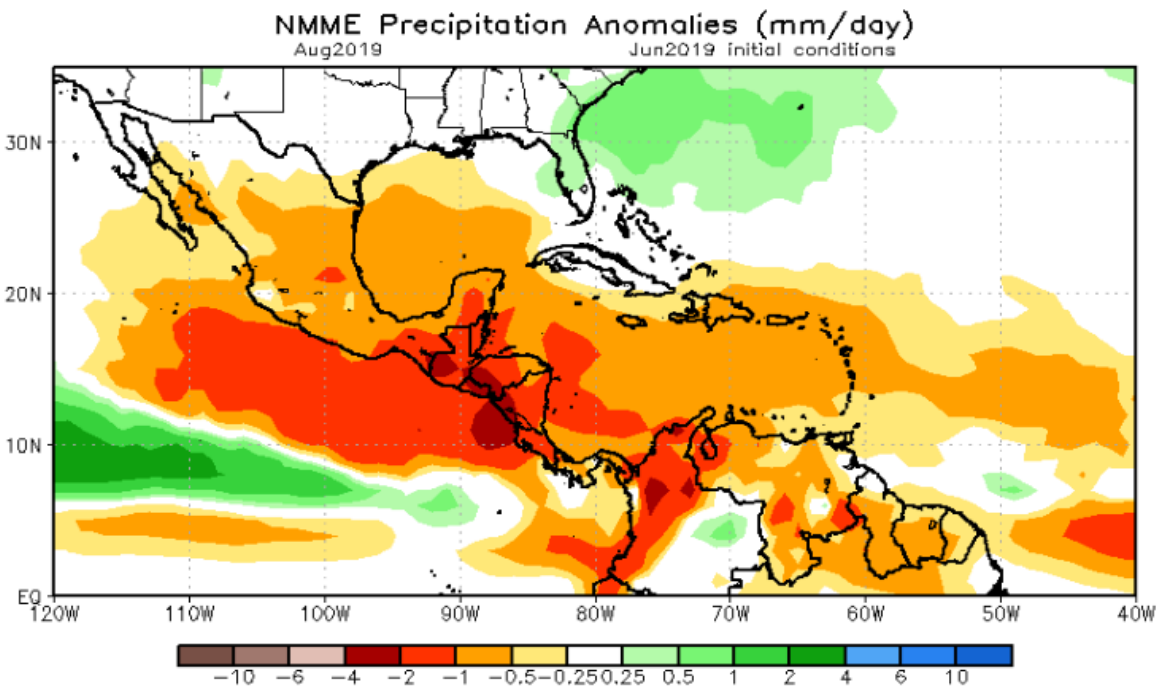 NMME Precipitation Anomalies (mm/day)
Aug2019 Jun2019 initial conditions
30N
20N
10N
EQ
120W 110W 100W 90W 80W 70W 60W 50W 40W
−10 −6 −4 −2 −1 −0.5 −0.25 0.25 0.5 1 2 4 6 10